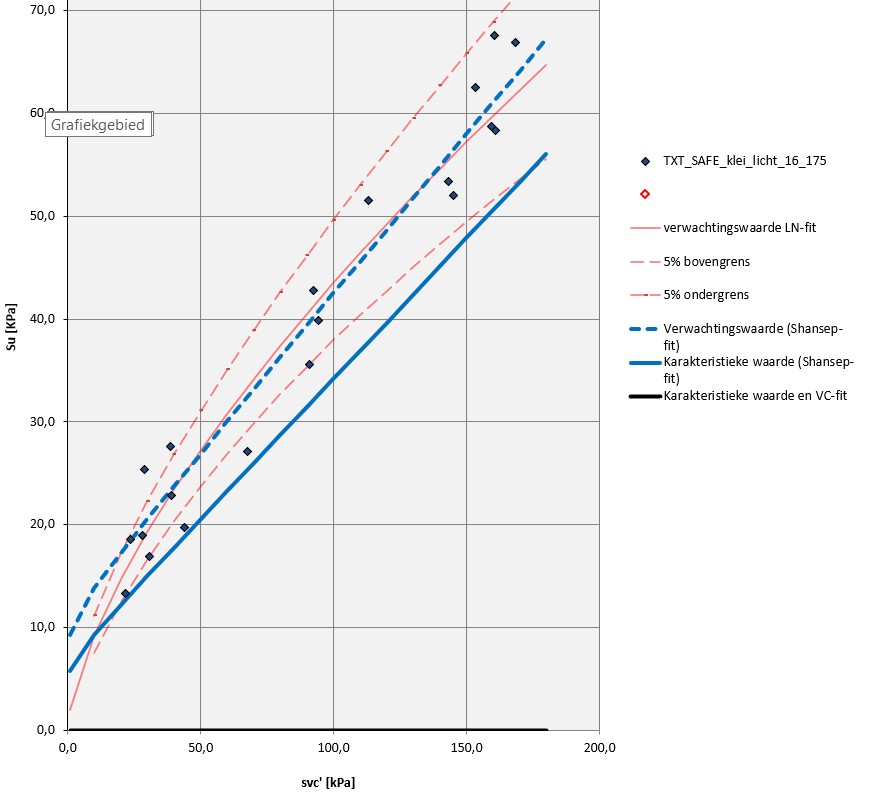 70,0
60,0
Grafiekgebied
50,0
40,0
30,0
20,0
10,0
0,0
Su [KPa]
0,0 50,0 100,0 150,0 200,0
svc' [kPa]
TXT_SAFE_klei_licht_16_175
verwachtingswaarde LN-fit
5% bovengrens
5% ondergrens
Verwachtingswaarde (Shansep-
fit)
Karakteristieke waarde (Shansep-
fit)
Karakteristieke waarde en VC-fit